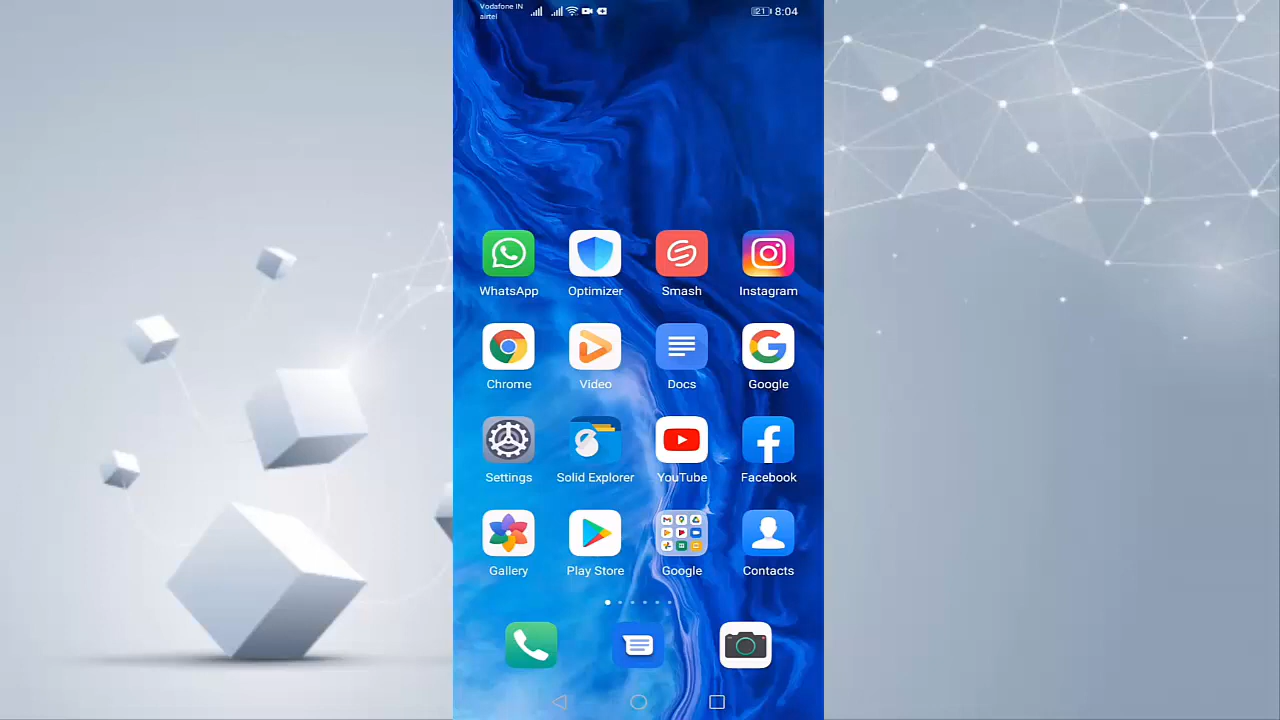 Vodafone IN
airtel
21 8:04
WhatsApp Optimizer Smash Instagram
Chrome Video Docs Google
Settings Solid Explorer YouTube Facebook
Gallery Play Store Google Contacts